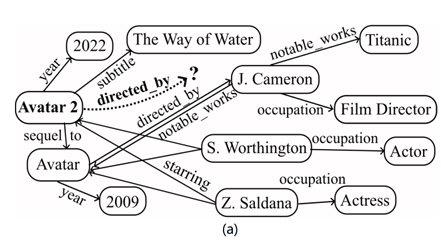 2022
The Way of Water
Titanic
year
subtitle
notable_works
directed_by
?
J. Cameron
Avatar 2
directed_by
notable_works
occupation
Film Director
sequel to
S. Worthington
occupation
Actor
Avatar
starring
occupation
year
2009
Z. Saldana
Actress
(a)